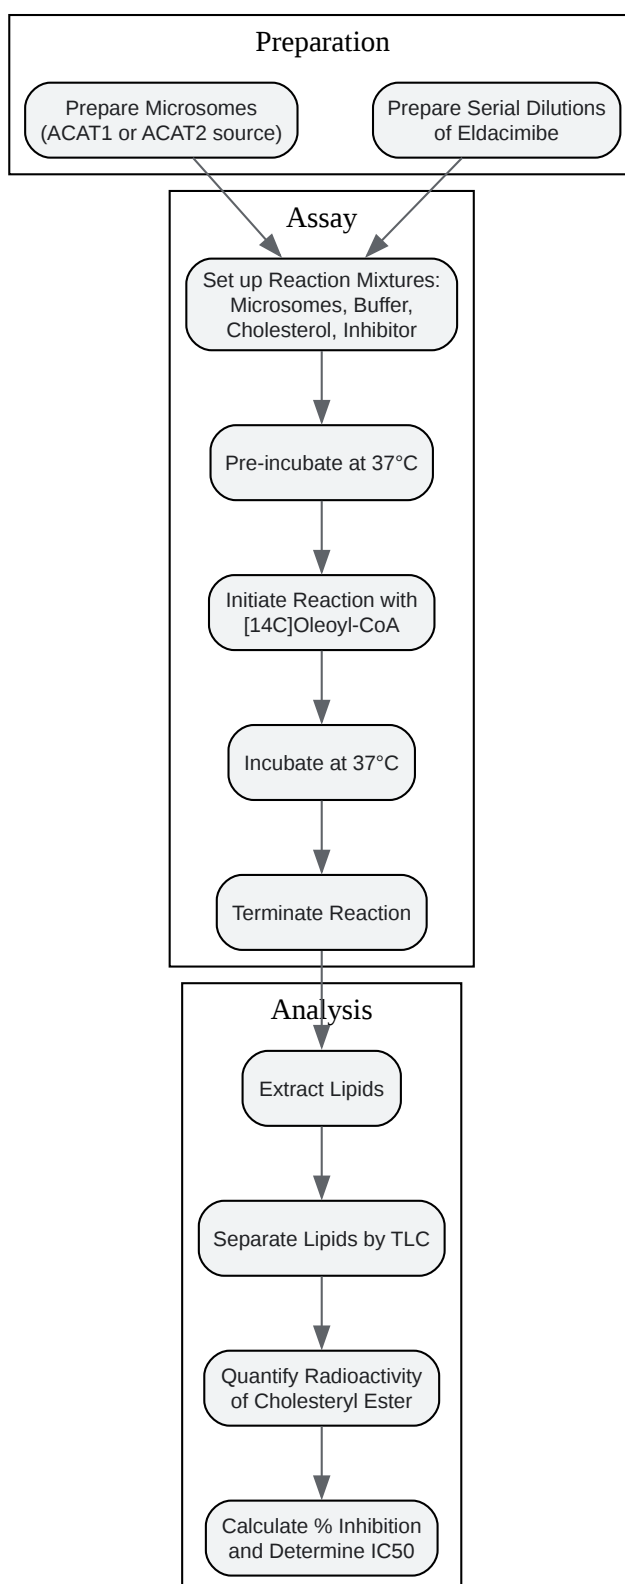 Preparation
Prepare Microsomes
(ACAT1 or ACAT2 source)
Prepare Serial Dilutions
of Eldacimibe
Assay
Set up Reaction Mixtures:
Microsomes, Buffer,
Cholesterol, Inhibitor
Pre-incubate at 37°C
Initiate Reaction with
[14C]Oleoyl-CoA
Incubate at 37°C
Terminate Reaction
Analysis
Extract Lipids
Separate Lipids by TLC
Quantify Radioactivity
of Cholesteryl Ester
Calculate % Inhibition
and Determine IC50